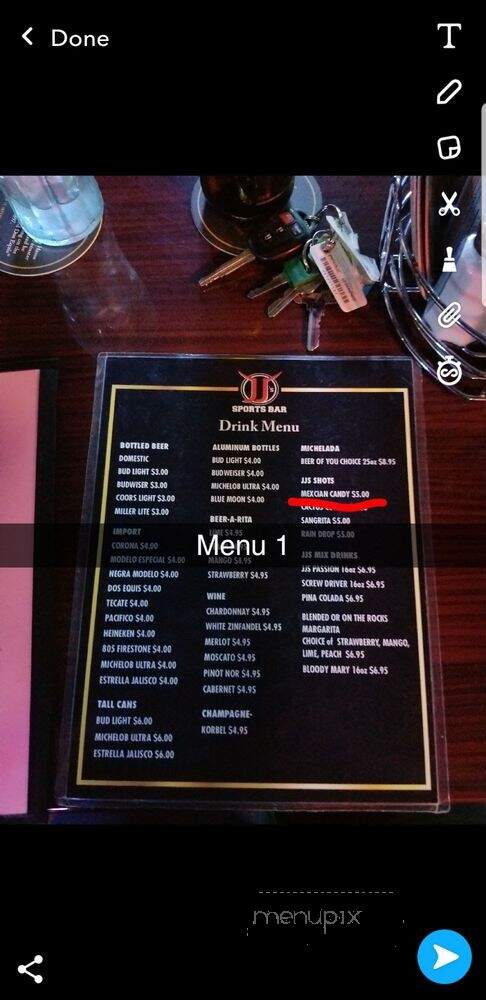 Done
T
JJ's
SPORTS BAR
Drink Menu
BOTTLED BEER
DOMESTIC
BUD LIGHT $3.00
BUDWISER $3.00
COORS LIGHT $3.00
MILLER LITE $3.00
IMPORT
CORONA $4.00
MODELO ESPECIAL $4.00
NEGRA MODELO $4.00
DOS EQUIS $4.00
TECATE $4.00
PACIFICO $4.00
HEINEKEN $4.00
805 FIRESTONE $4.00
MICHELOB ULTRA $4.00
ESTRELLA JALISCO $4.00
TALL CANS
BUD LIGHT $6.00
MICHELOB ULTRA $6.00
ESTRELLA JALISCO $6.00
ALUMINUM BOTTLES
BUD LIGHT $4.00
BUDWEISER $4.00
MICHELOB ULTRA $4.00
BLUE MOON $4.00
BEER-A-RITA
LIME $4.95
Menu 1
MANGO $8.95
STRAWBERRY $4.95
WINE
CHARDONNAY $4.95
WHITE ZINFANDEL $4.95
MERLOT $4.95
MOSCATO $4.95
PINOT NOR $4.95
CABERNET $4.95
CHAMPAGNE-
KORBEL $4.95
MICHELADA
BEER OF YOU CHOICE 25oz $8.95
JJS SHOTS
MEXCIAN CANDY $5.00
CACTUS
SANGRITA $5.00
RAIN DROP $5.00
JJS MIX DRINKS
JJS PASSION 16oz $6.95
SCREW DRIVER 16oz $6.95
PINA COLADA $6.95
BLENDED OR ON THE ROCKS
MARGARITA
CHOICE of STRAWBERRY, MANGO,
LIME, PEACH $6.95
BLOODY MARY 16oz $6.95
menupix